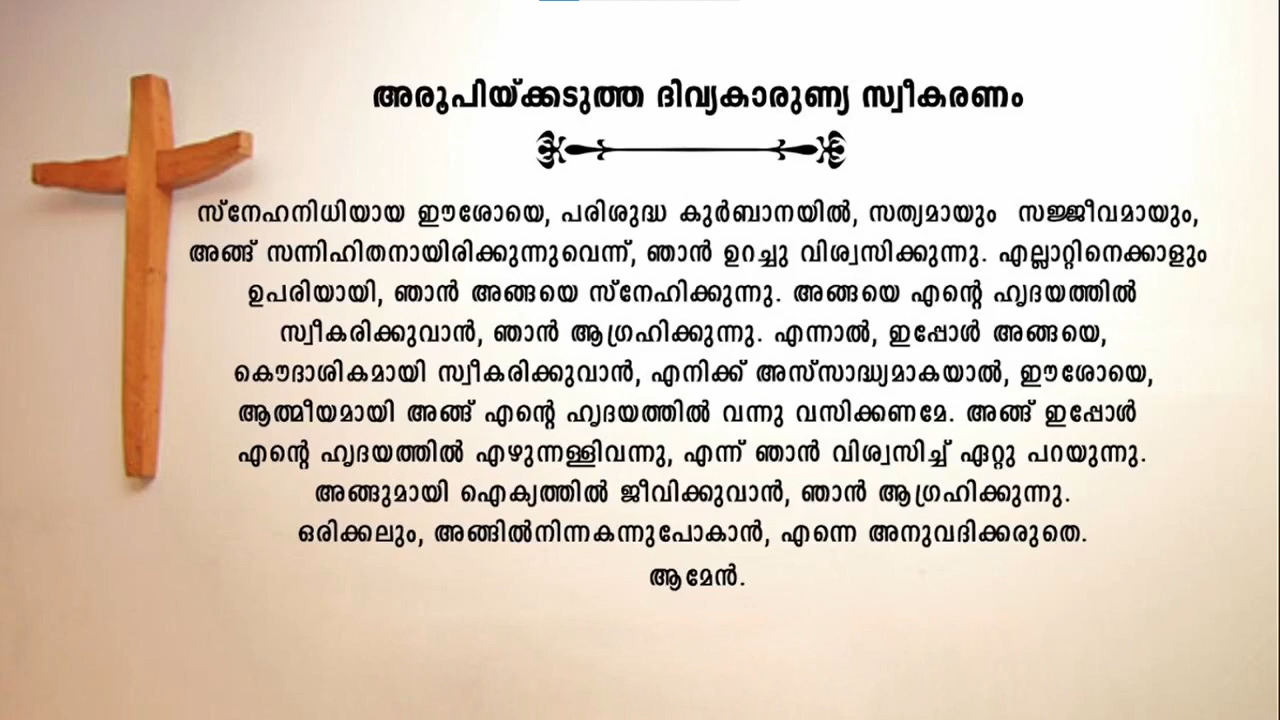 അരൂപിയ്ക്കടുത്ത ദിവ്യകാരുണ്യ സ്വീകരണം
സ്നേഹനിധിയായ ഈശോയെ, പരിശുദ്ധ കുർബാനയിൽ, സത്യമായും സജ്ജീവമായും,
അങ്ങ് സന്നിഹിതനായിരിക്കുന്നുവെന്ന്, ഞാൻ ഉറച്ചു വിശ്വസിക്കുന്നു. എല്ലാറ്റിനെക്കാളും
ഉപരിയായി, ഞാൻ അങ്ങയെ സ്നേഹിക്കുന്നു. അങ്ങയെ എന്റെ ഹൃദയത്തിൽ
സ്വീകരിക്കുവാൻ, ഞാൻ ആഗ്രഹിക്കുന്നു. എന്നാൽ, ഇപ്പോൾ അങ്ങയെ,
കൌദാശികമായി സ്വീകരിക്കുവാൻ, എനിക്ക് അസ്സാദ്ധ്യമാകയാൽ, ഈശോയെ,
ആത്മീയമായി അങ്ങ് എന്റെ ഹൃദയത്തിൽ വന്നു വസിക്കണമേ. അങ്ങ് ഇപ്പോൾ
എന്റെ ഹൃദയത്തിൽ എഴുന്നള്ളിവന്നു, എന്ന് ഞാൻ വിശ്വസിച്ച് ഏറ്റു പറയുന്നു.
അങ്ങുമായി ഐക്യത്തിൽ ജീവിക്കുവാൻ, ഞാൻ ആഗ്രഹിക്കുന്നു.
ഒരിക്കലും, അങ്ങിൽനിന്നകന്നുപോകാൻ, എന്നെ അനുവദിക്കരുതെ.
ആമേൻ.